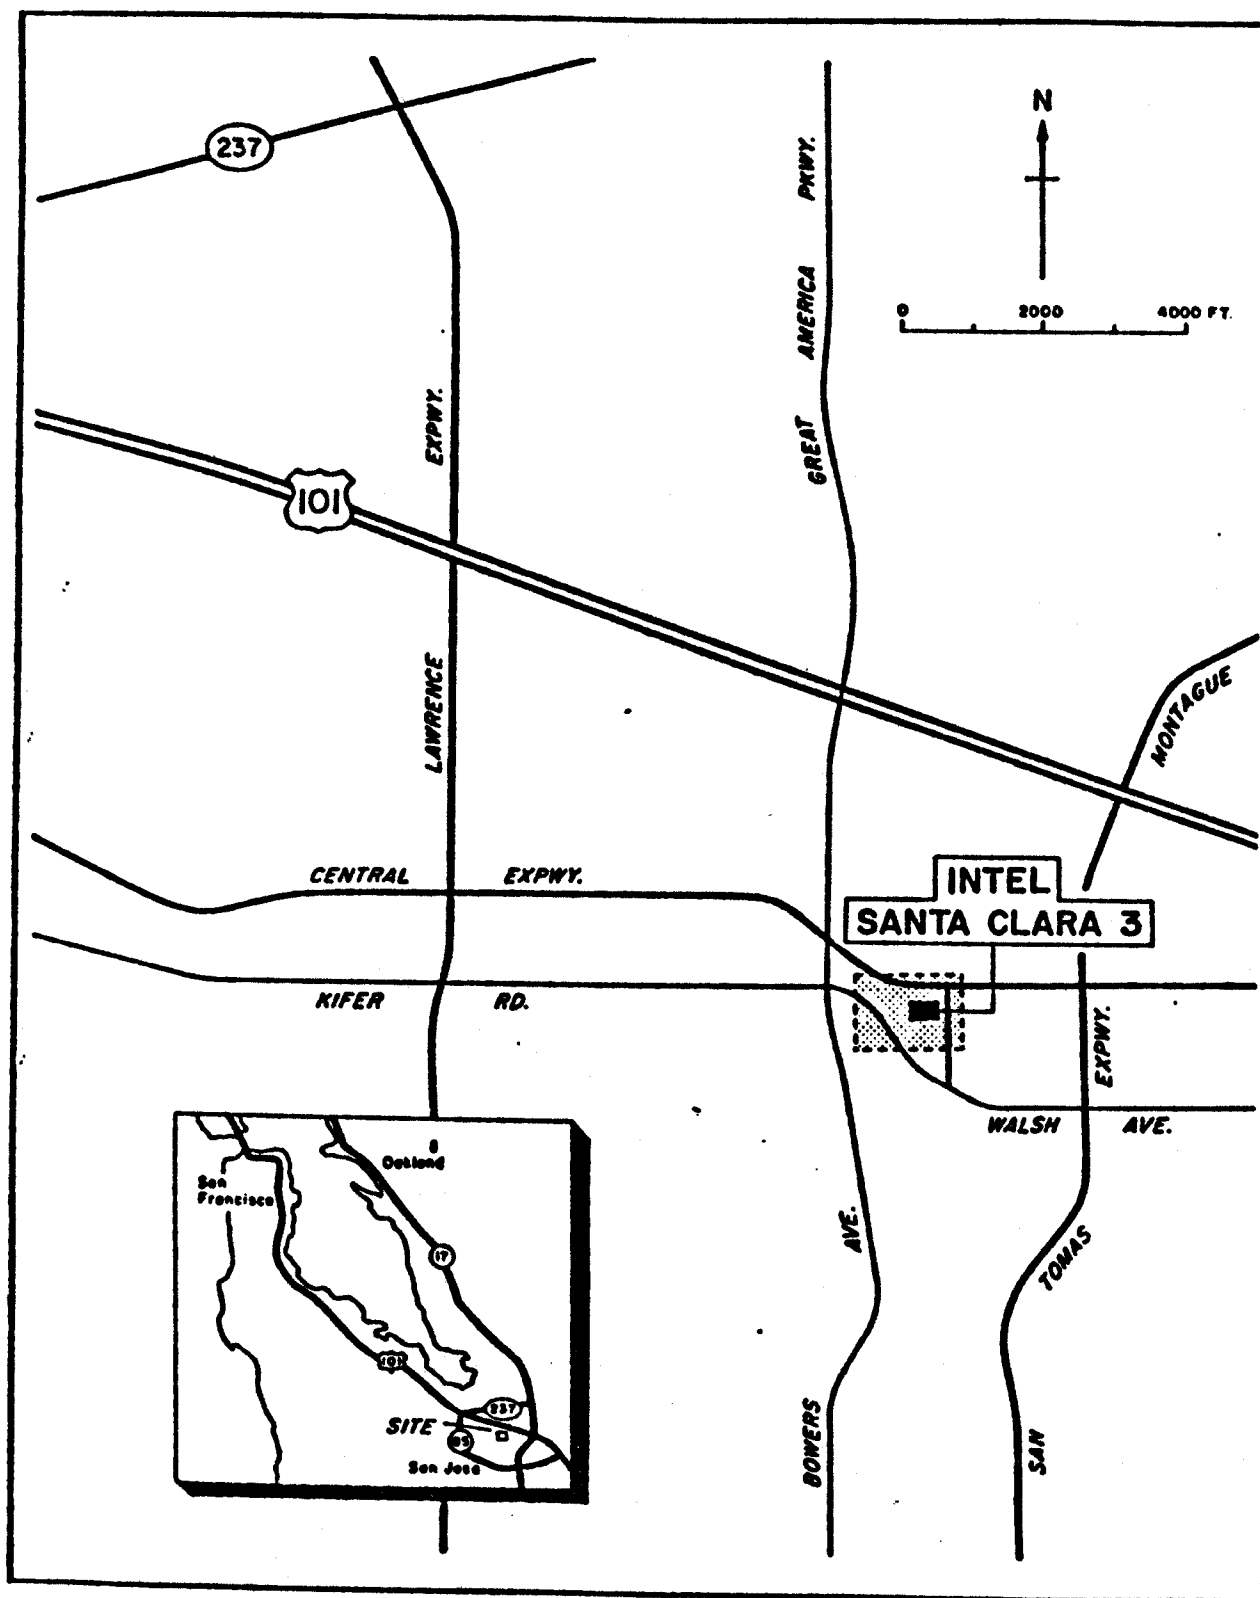 237
N
PKWY.
0 2000 4000 FT.
AMERICA
GREAT
EXPWY.
101
LAWRENCE
MONTAGUE
CENTRAL EXPWY.
INTEL
SANTA CLARA 3
KIFER RD.
EXPWY.
WALSH AVE.
AVE.
TOMAS
BOWERS
SAN
Oakland
San
Francisco
17
101
237
SITE
85
San Jose